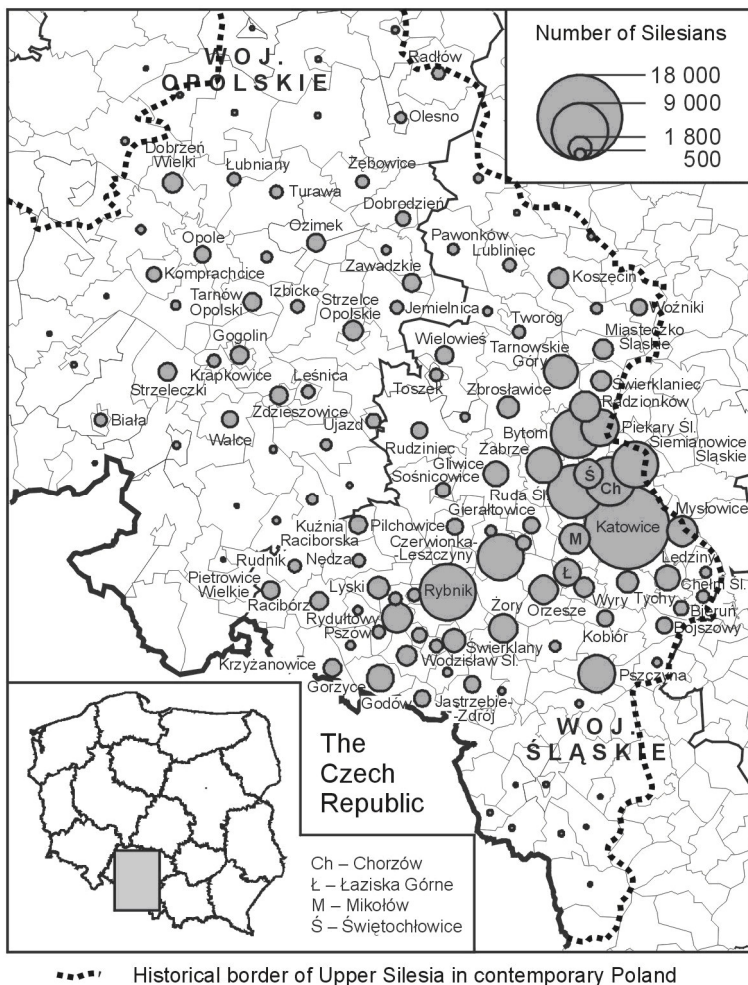 WOJ.
OPOLSKIE
Number of Silesians
18 000
9 000
1 800
500
Radłów
Olesno
Dobrzeń
Wielki
Łubniany
Żębowice
Turawa
Dobrodzień
Ozimek
Opole
Komprachcice
Zawadzkie
Pawonków
Lubliniec
Koszęcin
Tarnów
Opolski
Izbicko
Strzelce
Opolskie
Jemielnica
Woźniki
Tworóg
Miasteczko
Śląskie
Gogolin
Wielowieś
Tarnowskie
Góry
Krapkowice
Strzeleczki
Leśnica
Toszek
Zbrosławice
Świerklaniec
Radzionków
Zdzieszowice
Biała
Walce
Ujazd
Rudziniec
Bytom
Piekary Śl.
Siemianowice
Śląskie
Zabrze
Gliwice
Sośnicowice
Ś
Ch
Ruda Śl.
Gierałtowice
Mysłowice
Katowice
Kuźnia
Raciborska
Pilchowice
Czerwionka-
Leszczyny
M
Lędziny
Rudnik
Nędza
Chełm Śl.
Pietrowice
Wielkie
Lyski
Rybnik
Ł
Racibórz
Żory
Orzesze
Wyry
Tychy
Bieruń
Bojszowy
Rydułtowy
Pszów
Kobiór
Świerklany
Krzyżanowice
Wodzisław Śl.
Pszczyna
Gorzyce
Godów
Jastrzębie-
-Zdrój
WOJ.
ŚLĄSKIE
The
Czech
Republic
Ch – Chorzów
Ł – Łaziska Górne
M – Mikołów
Ś – Świętochłowice
Historical border of Upper Silesia in contemporary Poland